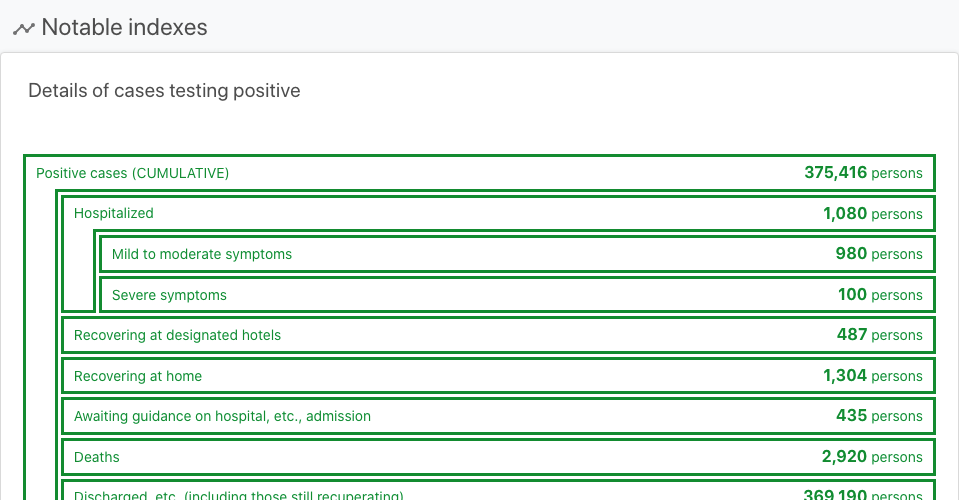 Notable indexes
Details of cases testing positive
Positive cases (CUMULATIVE) 375,416 persons
Hospitalized 1,080 persons
Mild to moderate symptoms 980 persons
Severe symptoms 100 persons
Recovering at designated hotels 487 persons
Recovering at home 1,304 persons
Awaiting guidance on hospital, etc., admission 435 persons
Deaths 2,920 persons
Discharged, etc. (including those still recuperating) 369,190 persons